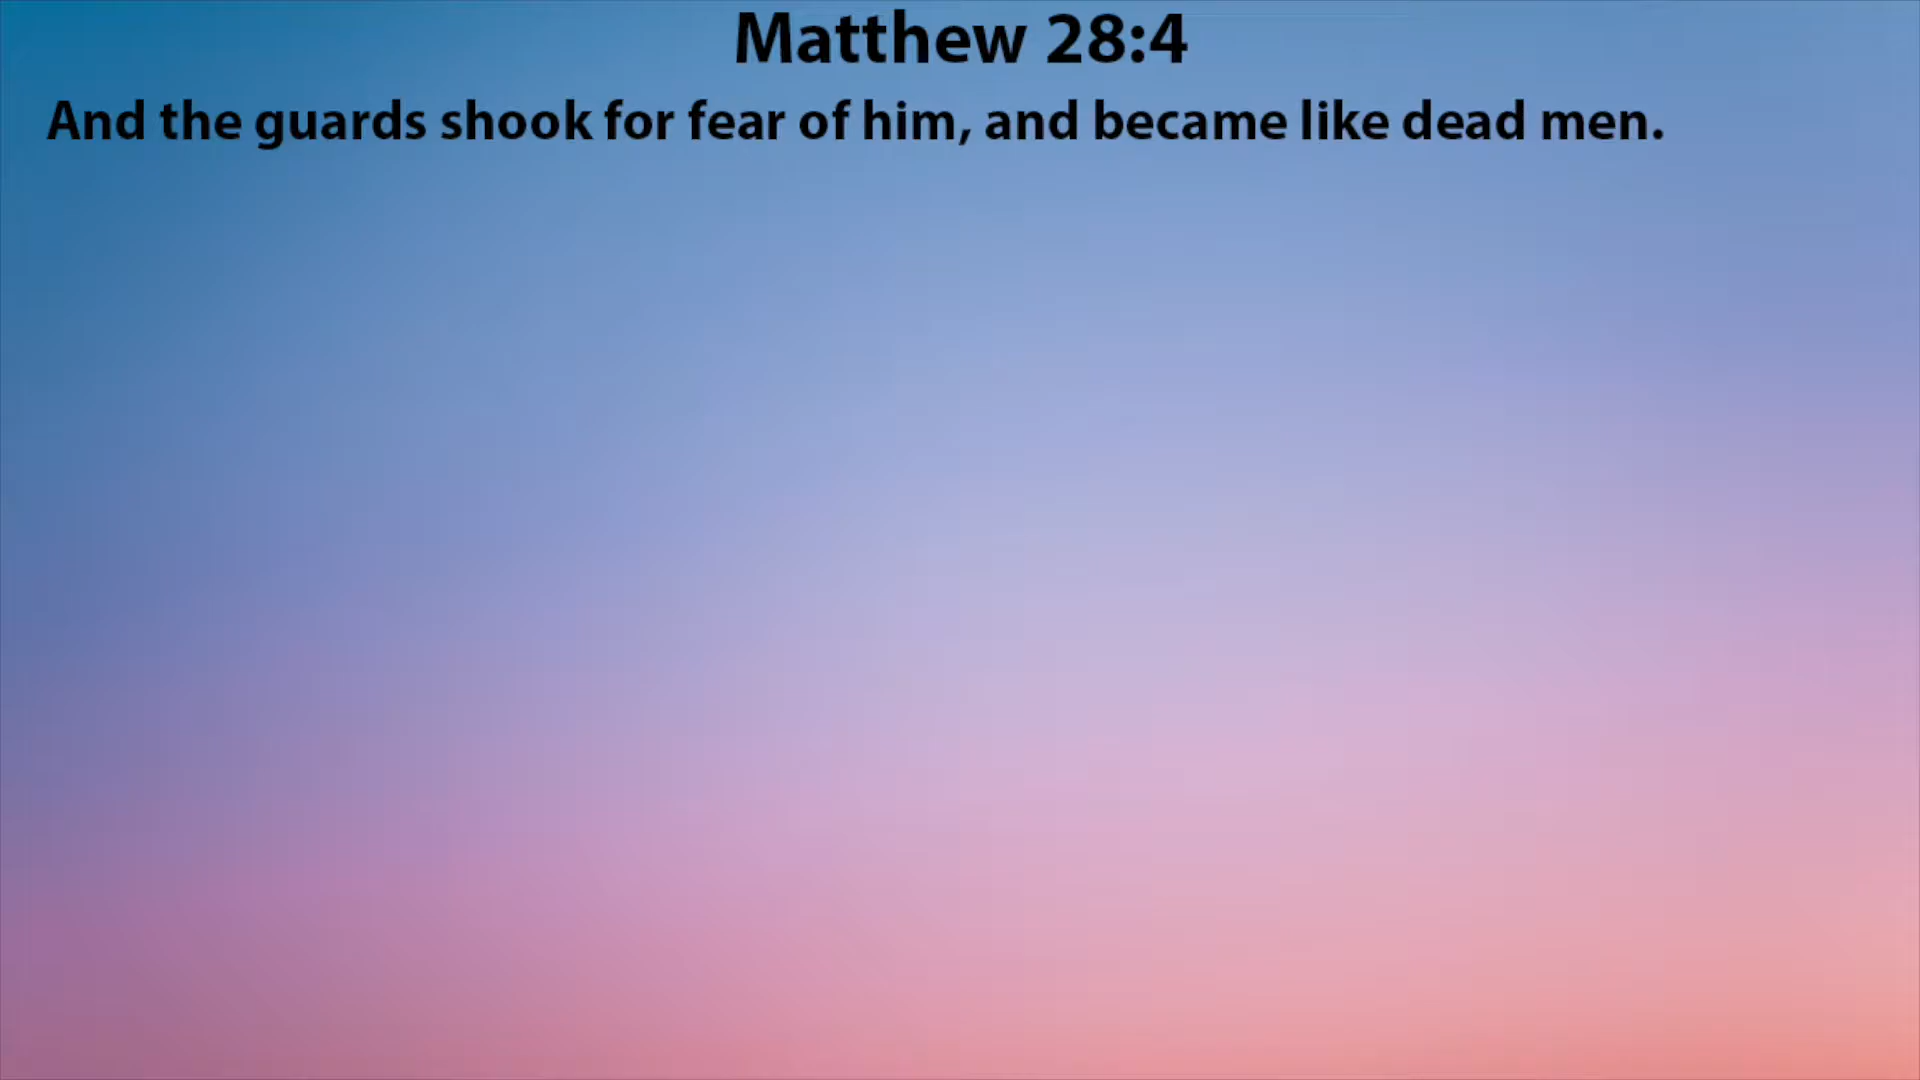 Matthew 28:4
And the guards shook for fear of him, and became like dead men.